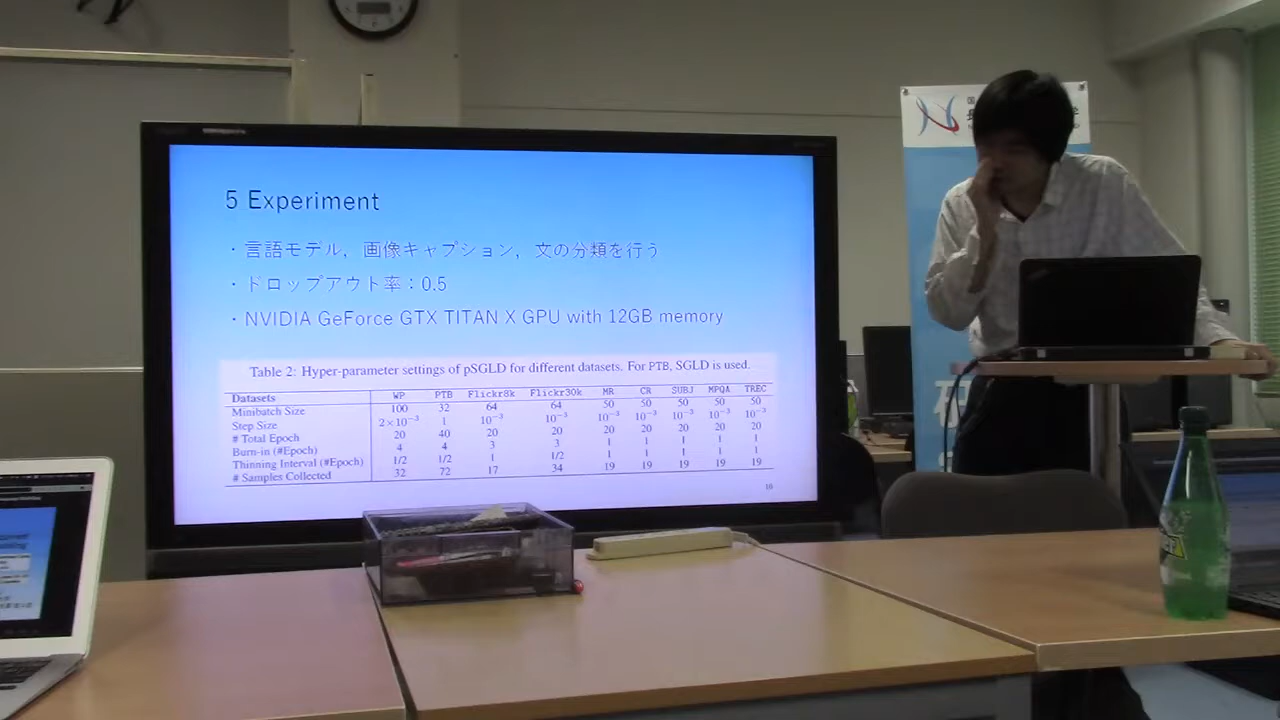 5 Experiment
・言語モデル，画像キャプション，文の分類を行う
・ドロップアウト率：0.5
・NVIDIA GeForce GTX TITAN X GPU with 12GB memory
Table 2: Hyper-parameter settings of pSGLD for different datasets. For PTB, SGLD is used.
Datasets WP PTB Flickr8k Flickr30k MR CR SUBJ MPQA TREC
Minibatch Size 100 32 64 64 50 50 50 50 50
Step Size 2×10⁻³ 1 10⁻³ 10⁻³ 10⁻³ 10⁻³ 10⁻³ 10⁻³ 10⁻³
# Total Epoch 20 40 20 20 20 20 20 20 20
Burn-in (#Epoch) 4 4 3 3 1 1 1 1 1
Thinning Interval (#Epoch) 1/2 1/2 1 1/2 1 1 1 1 1
# Samples Collected 32 72 17 34 19 19 19 19 19
16